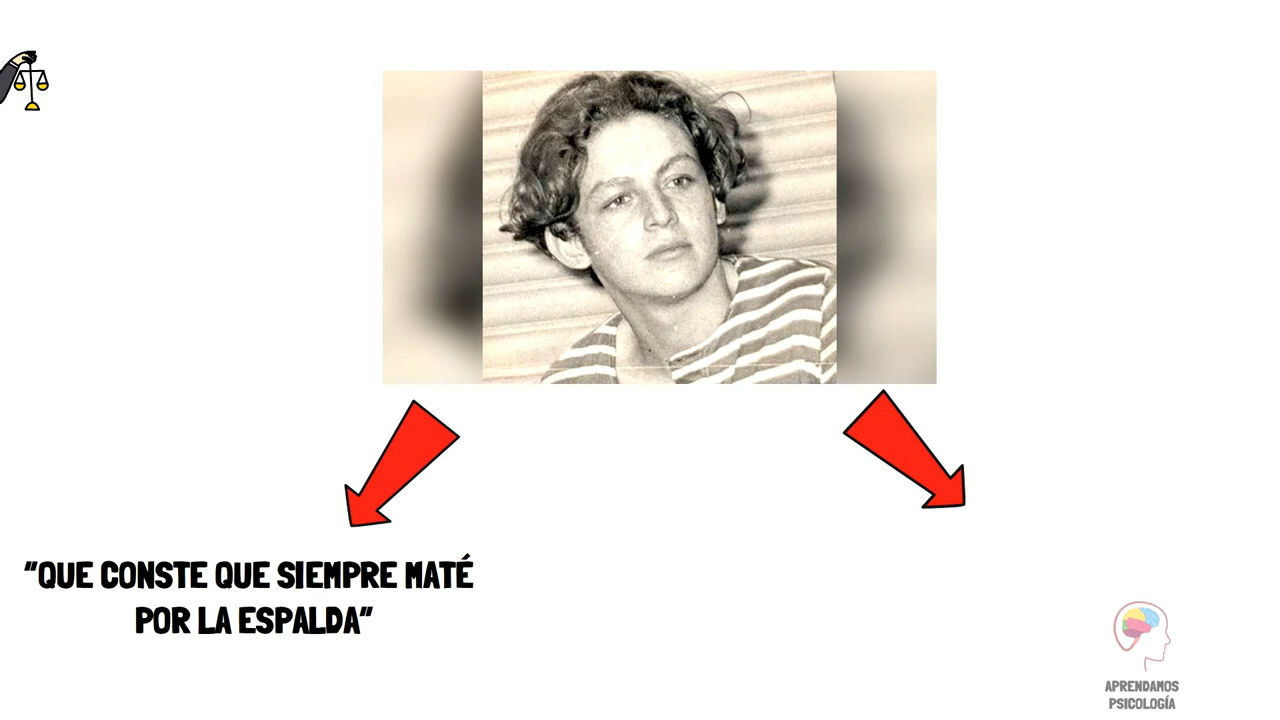 “QUE CONSTE QUE SIEMPRE MATÉ
POR LA ESPALDA”
APRENDAMOS
PSICOLOGÍA